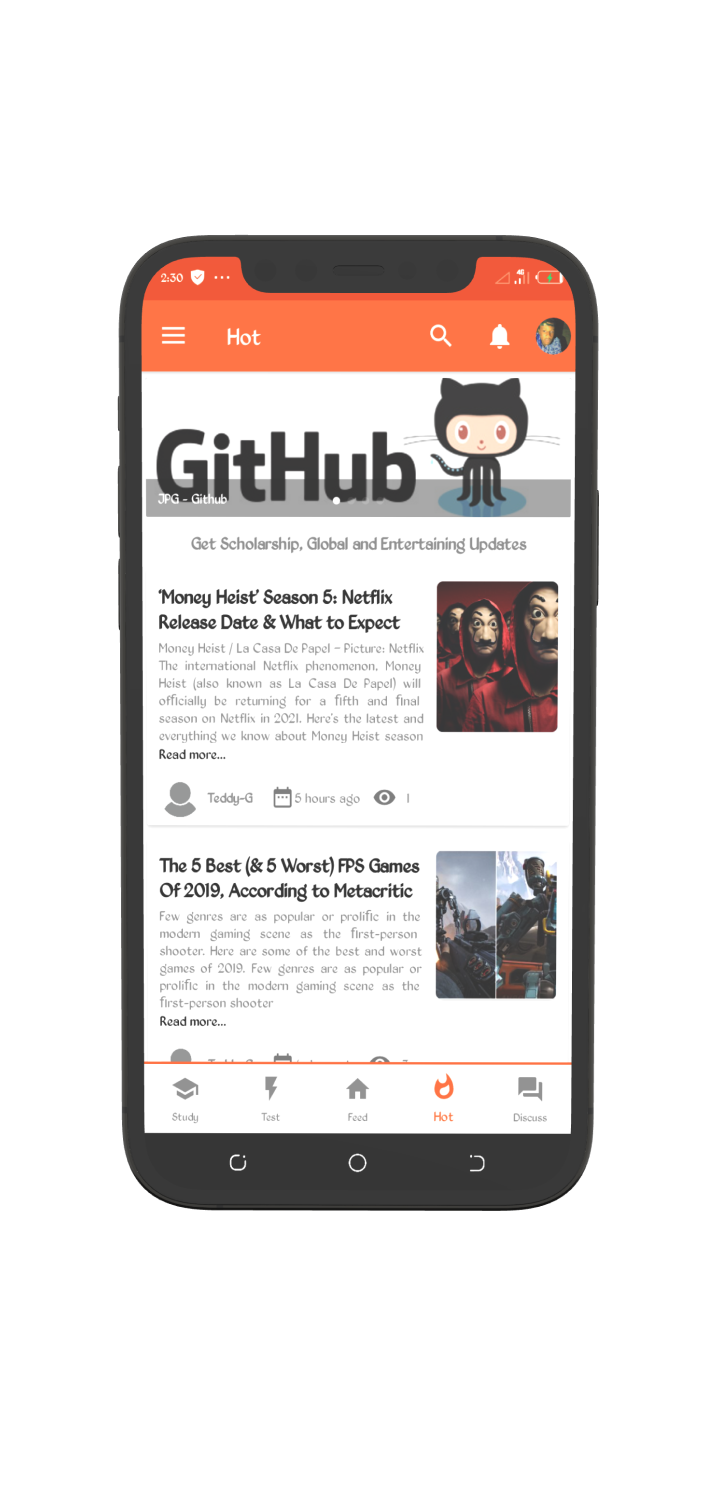 2:30
4G
Hot
GitHub
JPG - Github
Get Scholarship, Global and Entertaining Updates
‘Money Heist’ Season 5: Netflix
Release Date & What to Expect
Money Heist / La Casa De Papel – Picture: Netflix
The international Netflix phenomenon, Money
Heist (also known as La Casa De Papel) will
officially be returning for a fifth and final
season on Netflix in 2021. Here's the latest and
everything we know about Money Heist season
Read more...
Teddy-G 5 hours ago 1
The 5 Best (& 5 Worst) FPS Games
Of 2019, According to Metacritic
Few genres are as popular or prolific in the
modern gaming scene as the first-person
shooter. Here are some of the best and worst
games of 2019. Few genres are as popular or
prolific in the modern gaming scene as the
first-person shooter
Read more...
Study Test Feed Hot Discuss